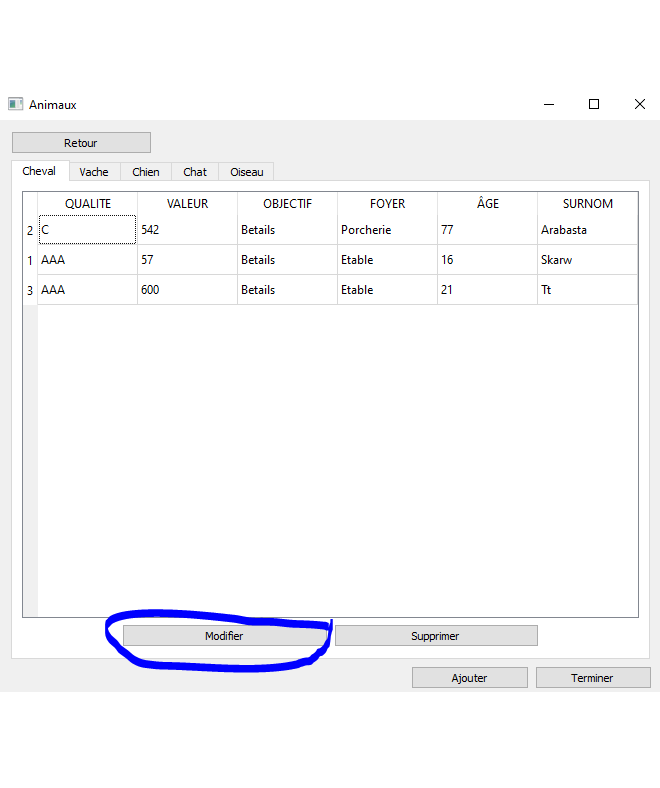 Animaux
Retour
Cheval Vache Chien Chat Oiseau
QUALITE VALEUR OBJECTIF FOYER ÂGE SURNOM
2 C 542 Betails Porcherie 77 Arabasta
1 AAA 57 Betails Etable 16 Skarw
3 AAA 600 Betails Etable 21 Tt
Modifier Supprimer
Ajouter Terminer